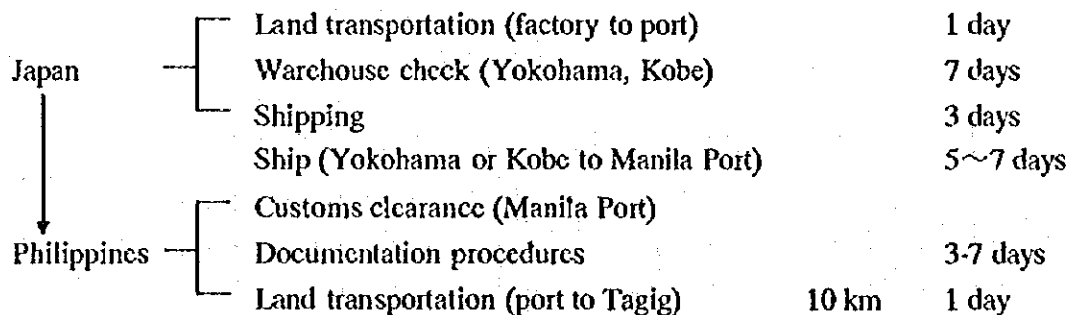 Land transportation (factory to port) 1 day
Japan Warehouse check (Yokohama, Kobe) 7 days
Shipping 3 days
Ship (Yokohama or Kobe to Manila Port) 5~7 days
Customs clearance (Manila Port)
Philippines Documentation procedures 3-7 days
Land transportation (port to Tagig) 10 km 1 day